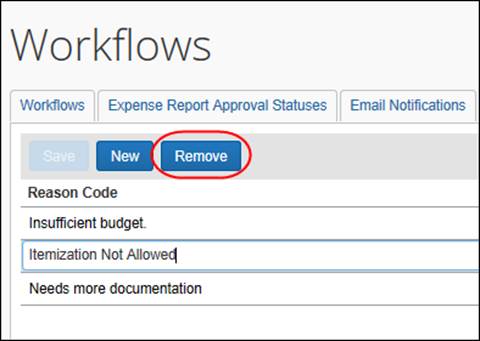 Workflows
Workflows Expense Report Approval Statuses Email Notifications
Save New Remove
Reason Code
Insufficient budget.
Itemization Not Allowed
Needs more documentation